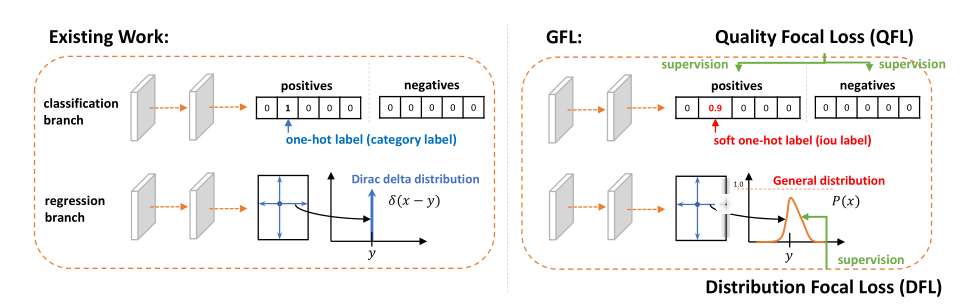 Existing Work:
classification
branch
positives
negatives
0 1 0 0 0
0 0 0 0 0
one-hot label (category label)
regression
branch
Dirac delta distribution
δ(x − y)
y
GFL:
Quality Focal Loss (QFL)
supervision
supervision
positives
negatives
0 0.9 0 0 0
0 0 0 0 0
soft one-hot label (iou label)
1.0
General distribution
P(x)
y
supervision
Distribution Focal Loss (DFL)